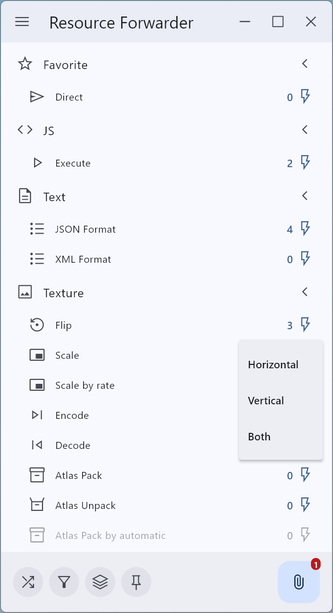 Resource Forwarder
Favorite
Direct 0
JS
Execute 2
Text
JSON Format 4
XML Format 0
Texture
Flip 3
Scale
Horizontal
Scale by rate
Vertical
Encode
Both
Decode
Atlas Pack 0
Atlas Unpack 0
Atlas Pack by automatic 0
1